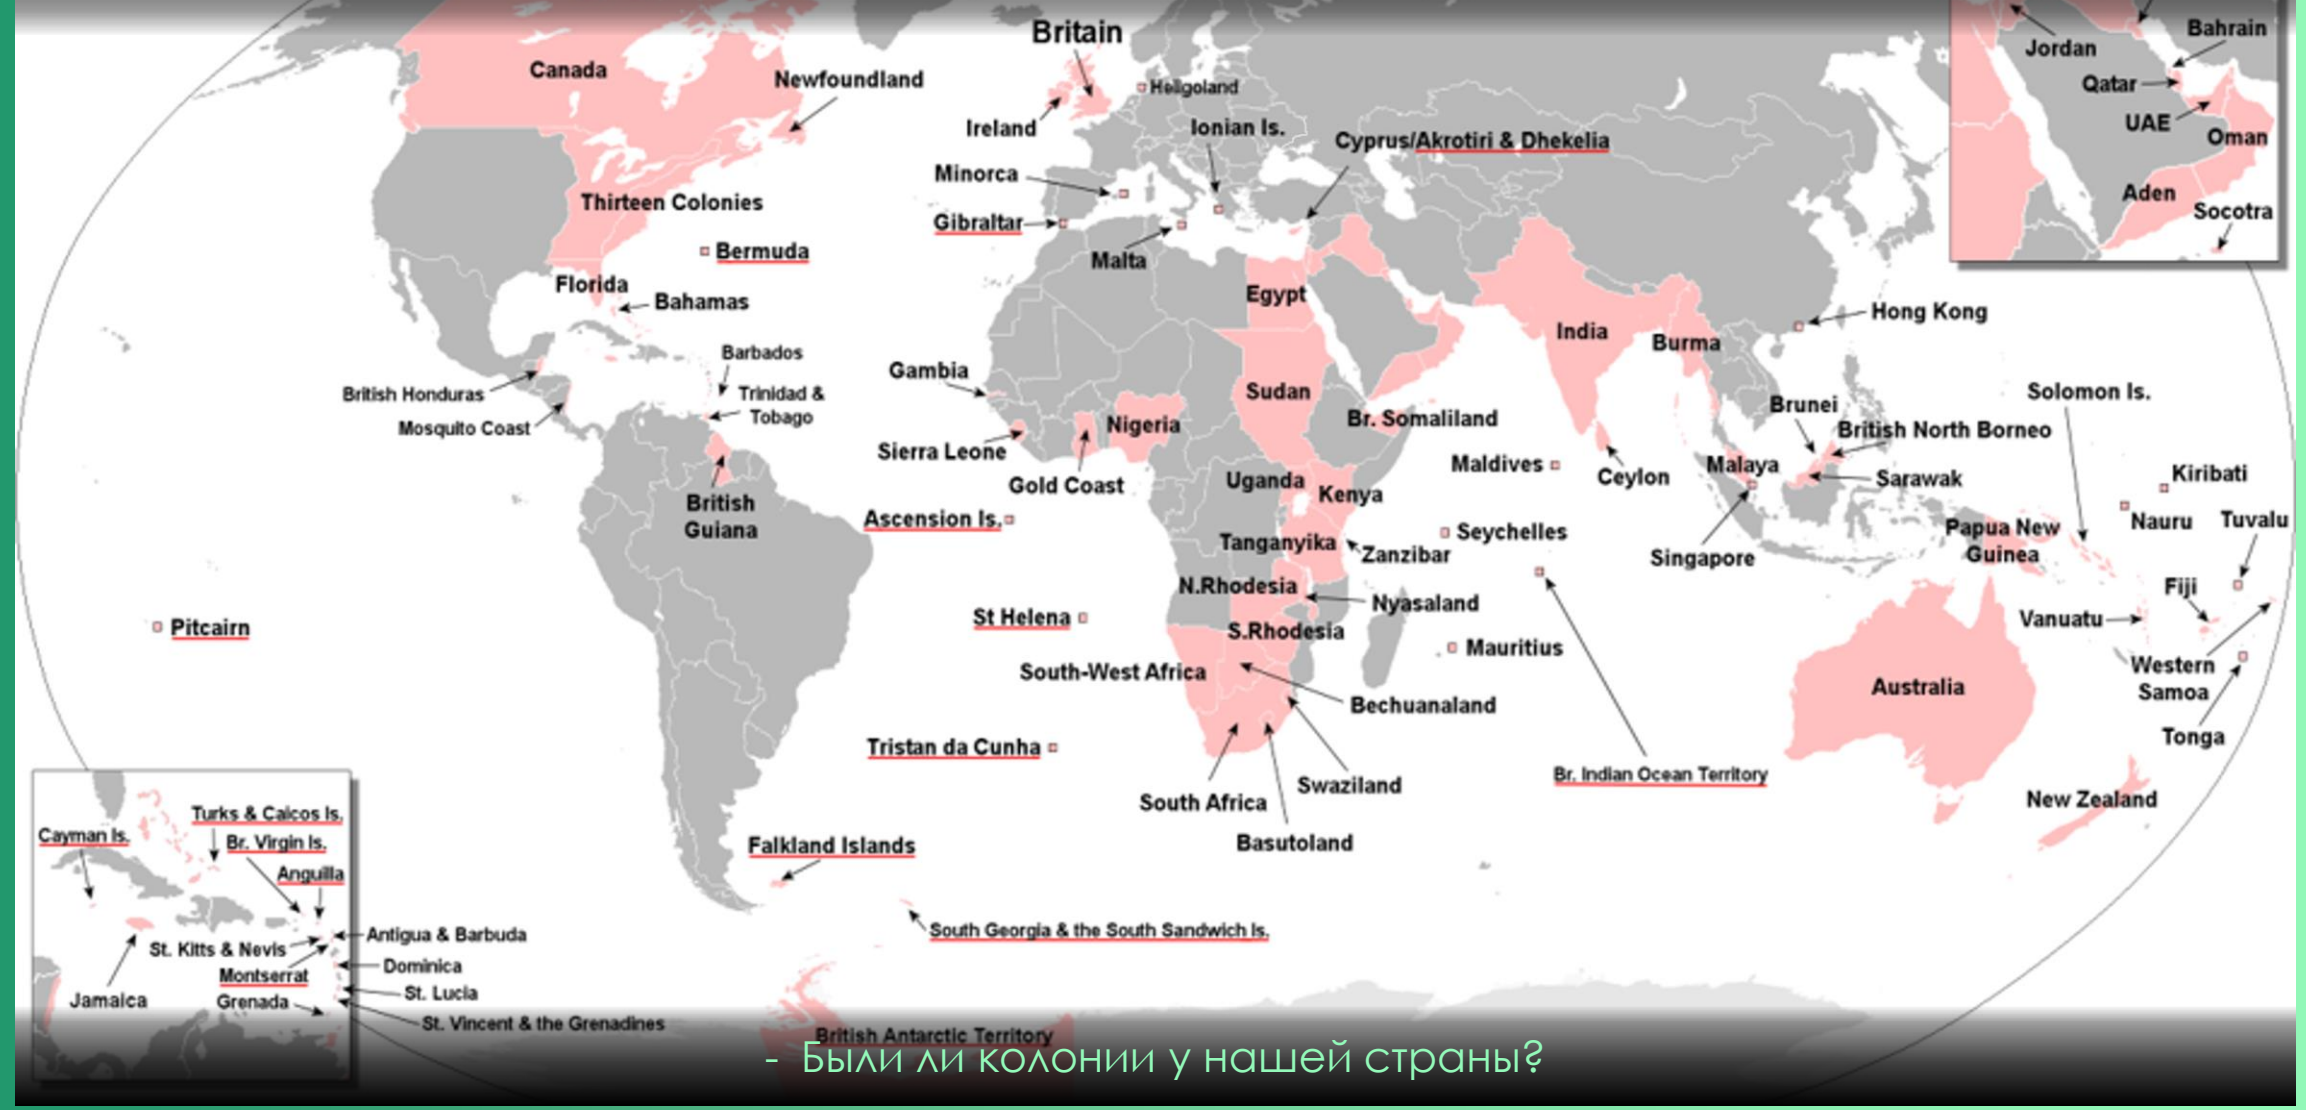 Britain
Canada
Newfoundland
Heligoland
Ireland
Ionian Is.
Cyprus/Akrotiri & Dhekelia
Minorca
Thirteen Colonies
Gibraltar
Bermuda
Malta
Florida
Bahamas
Egypt
Hong Kong
India
Burma
Barbados
Gambia
British Honduras
Trinidad &
Tobago
Mosquito Coast
Sudan
Solomon Is.
Brunei
Nigeria
Br. Somaliland
British North Borneo
Sierra Leone
Maldives
Malaya
Ceylon
Sarawak
Kiribati
Gold Coast
Uganda
Kenya
British
Guiana
Ascension Is.
Seychelles
Nauru
Tuvalu
Papua New
Guinea
Tanganyika
Zanzibar
Singapore
N.Rhodesia
Nyasaland
Fiji
Pitcairn
St Helena
S.Rhodesia
Vanuatu
Mauritius
South-West Africa
Western
Samoa
Australia
Bechuanaland
Tonga
Tristan da Cunha
Br. Indian Ocean Territory
Swaziland
South Africa
New Zealand
Basutoland
Falkland Islands
South Georgia & the South Sandwich Is.
British Antarctic Territory
Jordan
Bahrain
Qatar
UAE
Oman
Aden
Socotra
Turks & Caicos Is.
Cayman Is.
Br. Virgin Is.
Anguilla
Antigua & Barbuda
St. Kitts & Nevis
Montserrat
Dominica
Jamaica
Grenada
St. Lucia
St. Vincent & the Grenadines
- Были ли колонии у нашей страны?